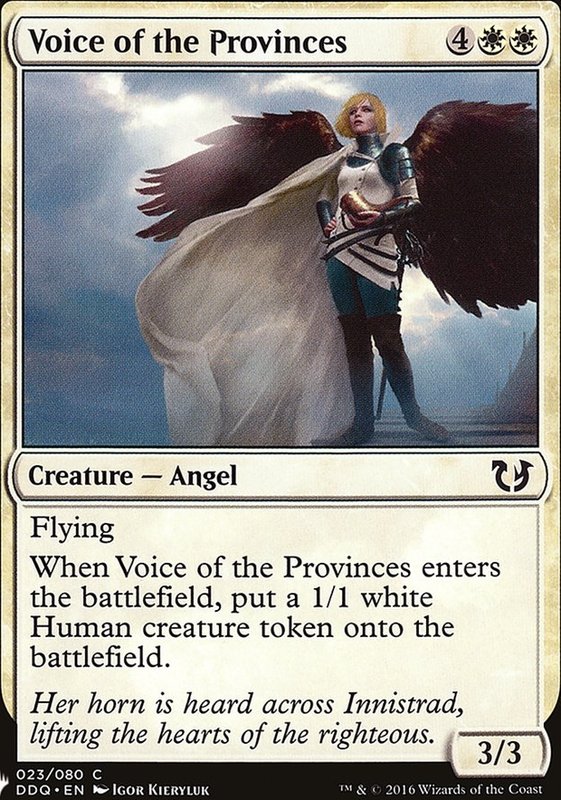 Voice of the Provinces 4
Creature — Angel
Flying
When Voice of the Provinces enters
the battlefield, put a 1/1 white
Human creature token onto the
battlefield.
Her horn is heard across Innistrad,
lifting the hearts of the righteous.
3/3
023/080 C
DDQ • EN Igor Kieryluk
™ & © 2016 Wizards of the Coast